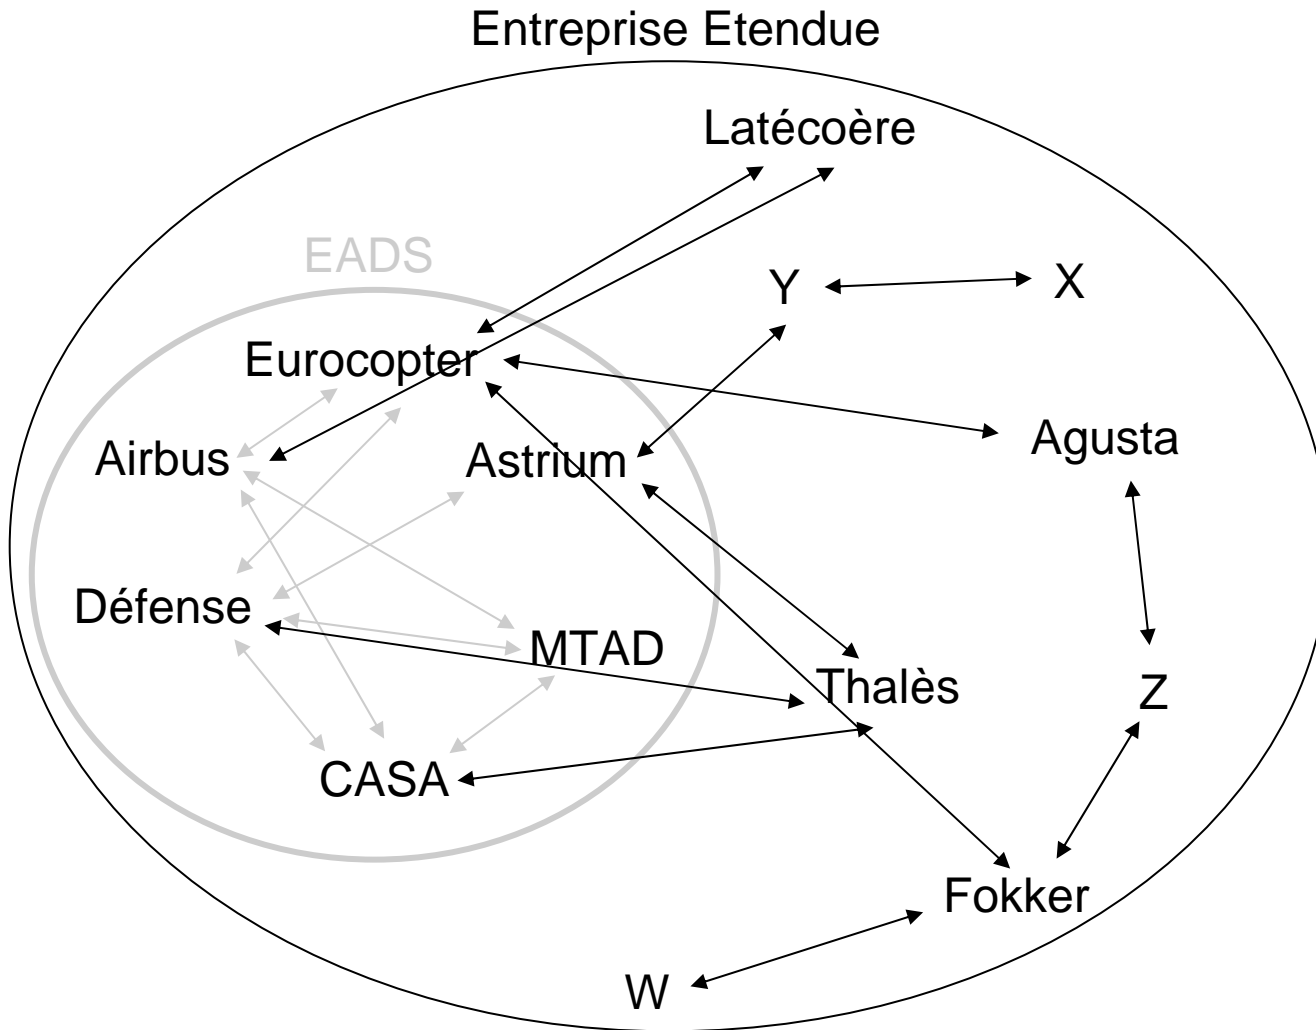 Entreprise Etendue
Latécoère
EADS
Y
X
Eurocopter
Agusta
Airbus
Astrium
Défense
MTAD
Thalès
Z
CASA
Fokker
W